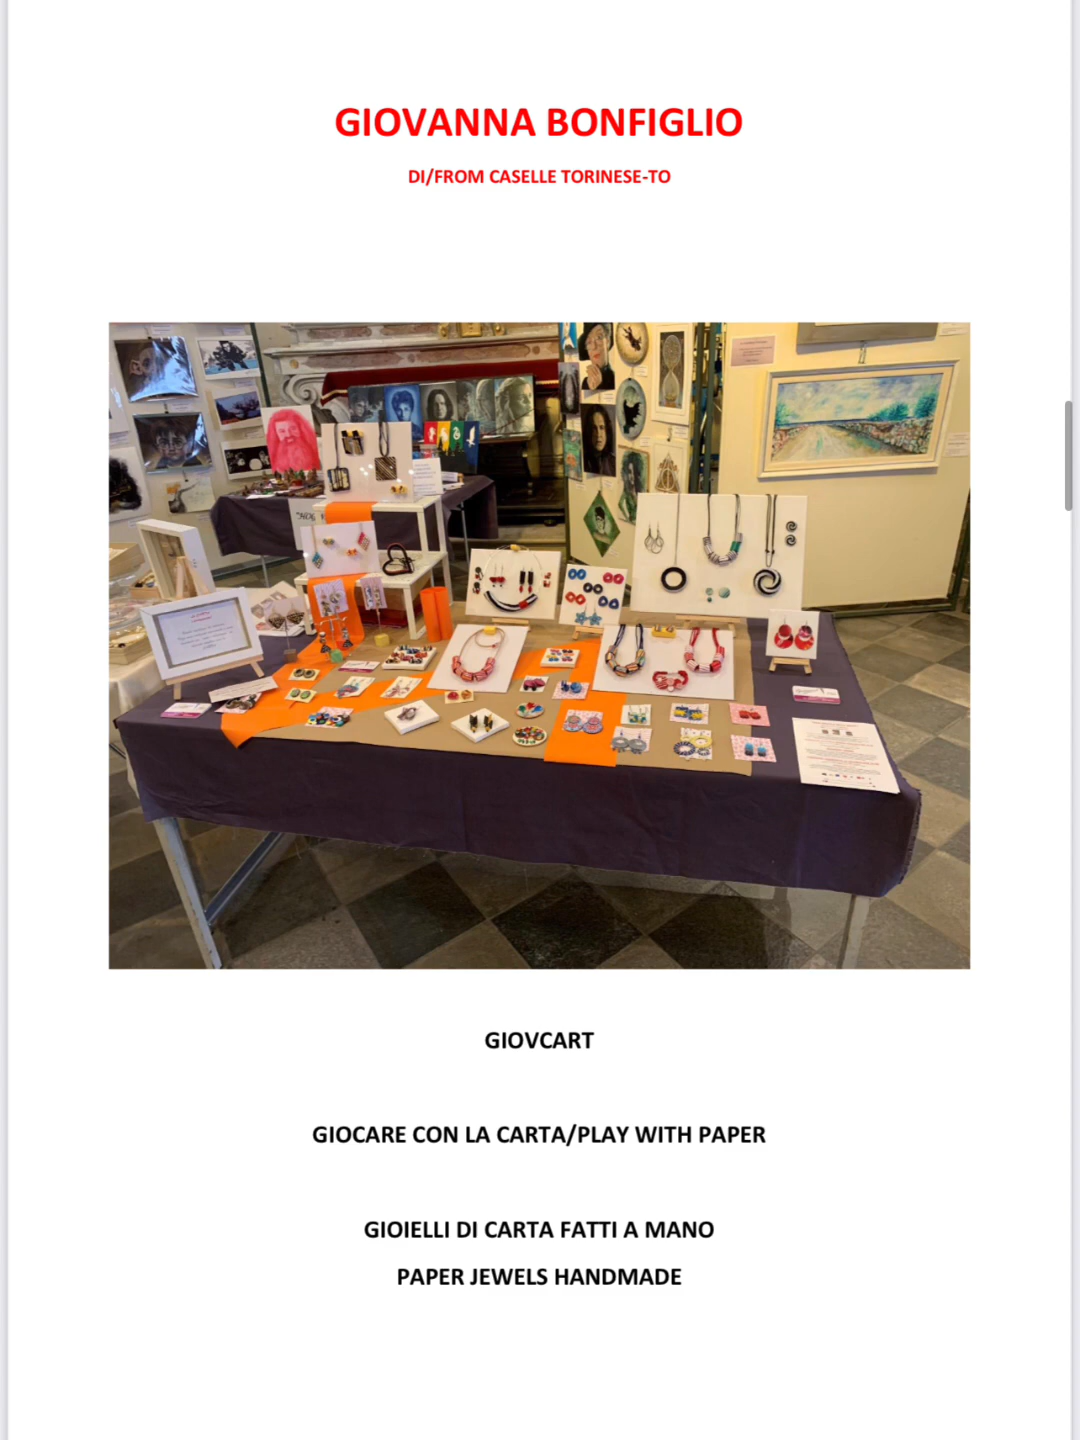 GIOVANNA BONFIGLIO
DI/FROM CASELLE TORINESE-TO
GIOVCART
GIOCARE CON LA CARTA/PLAY WITH PAPER
GIOIELLI DI CARTA FATTI A MANO
PAPER JEWELS HANDMADE